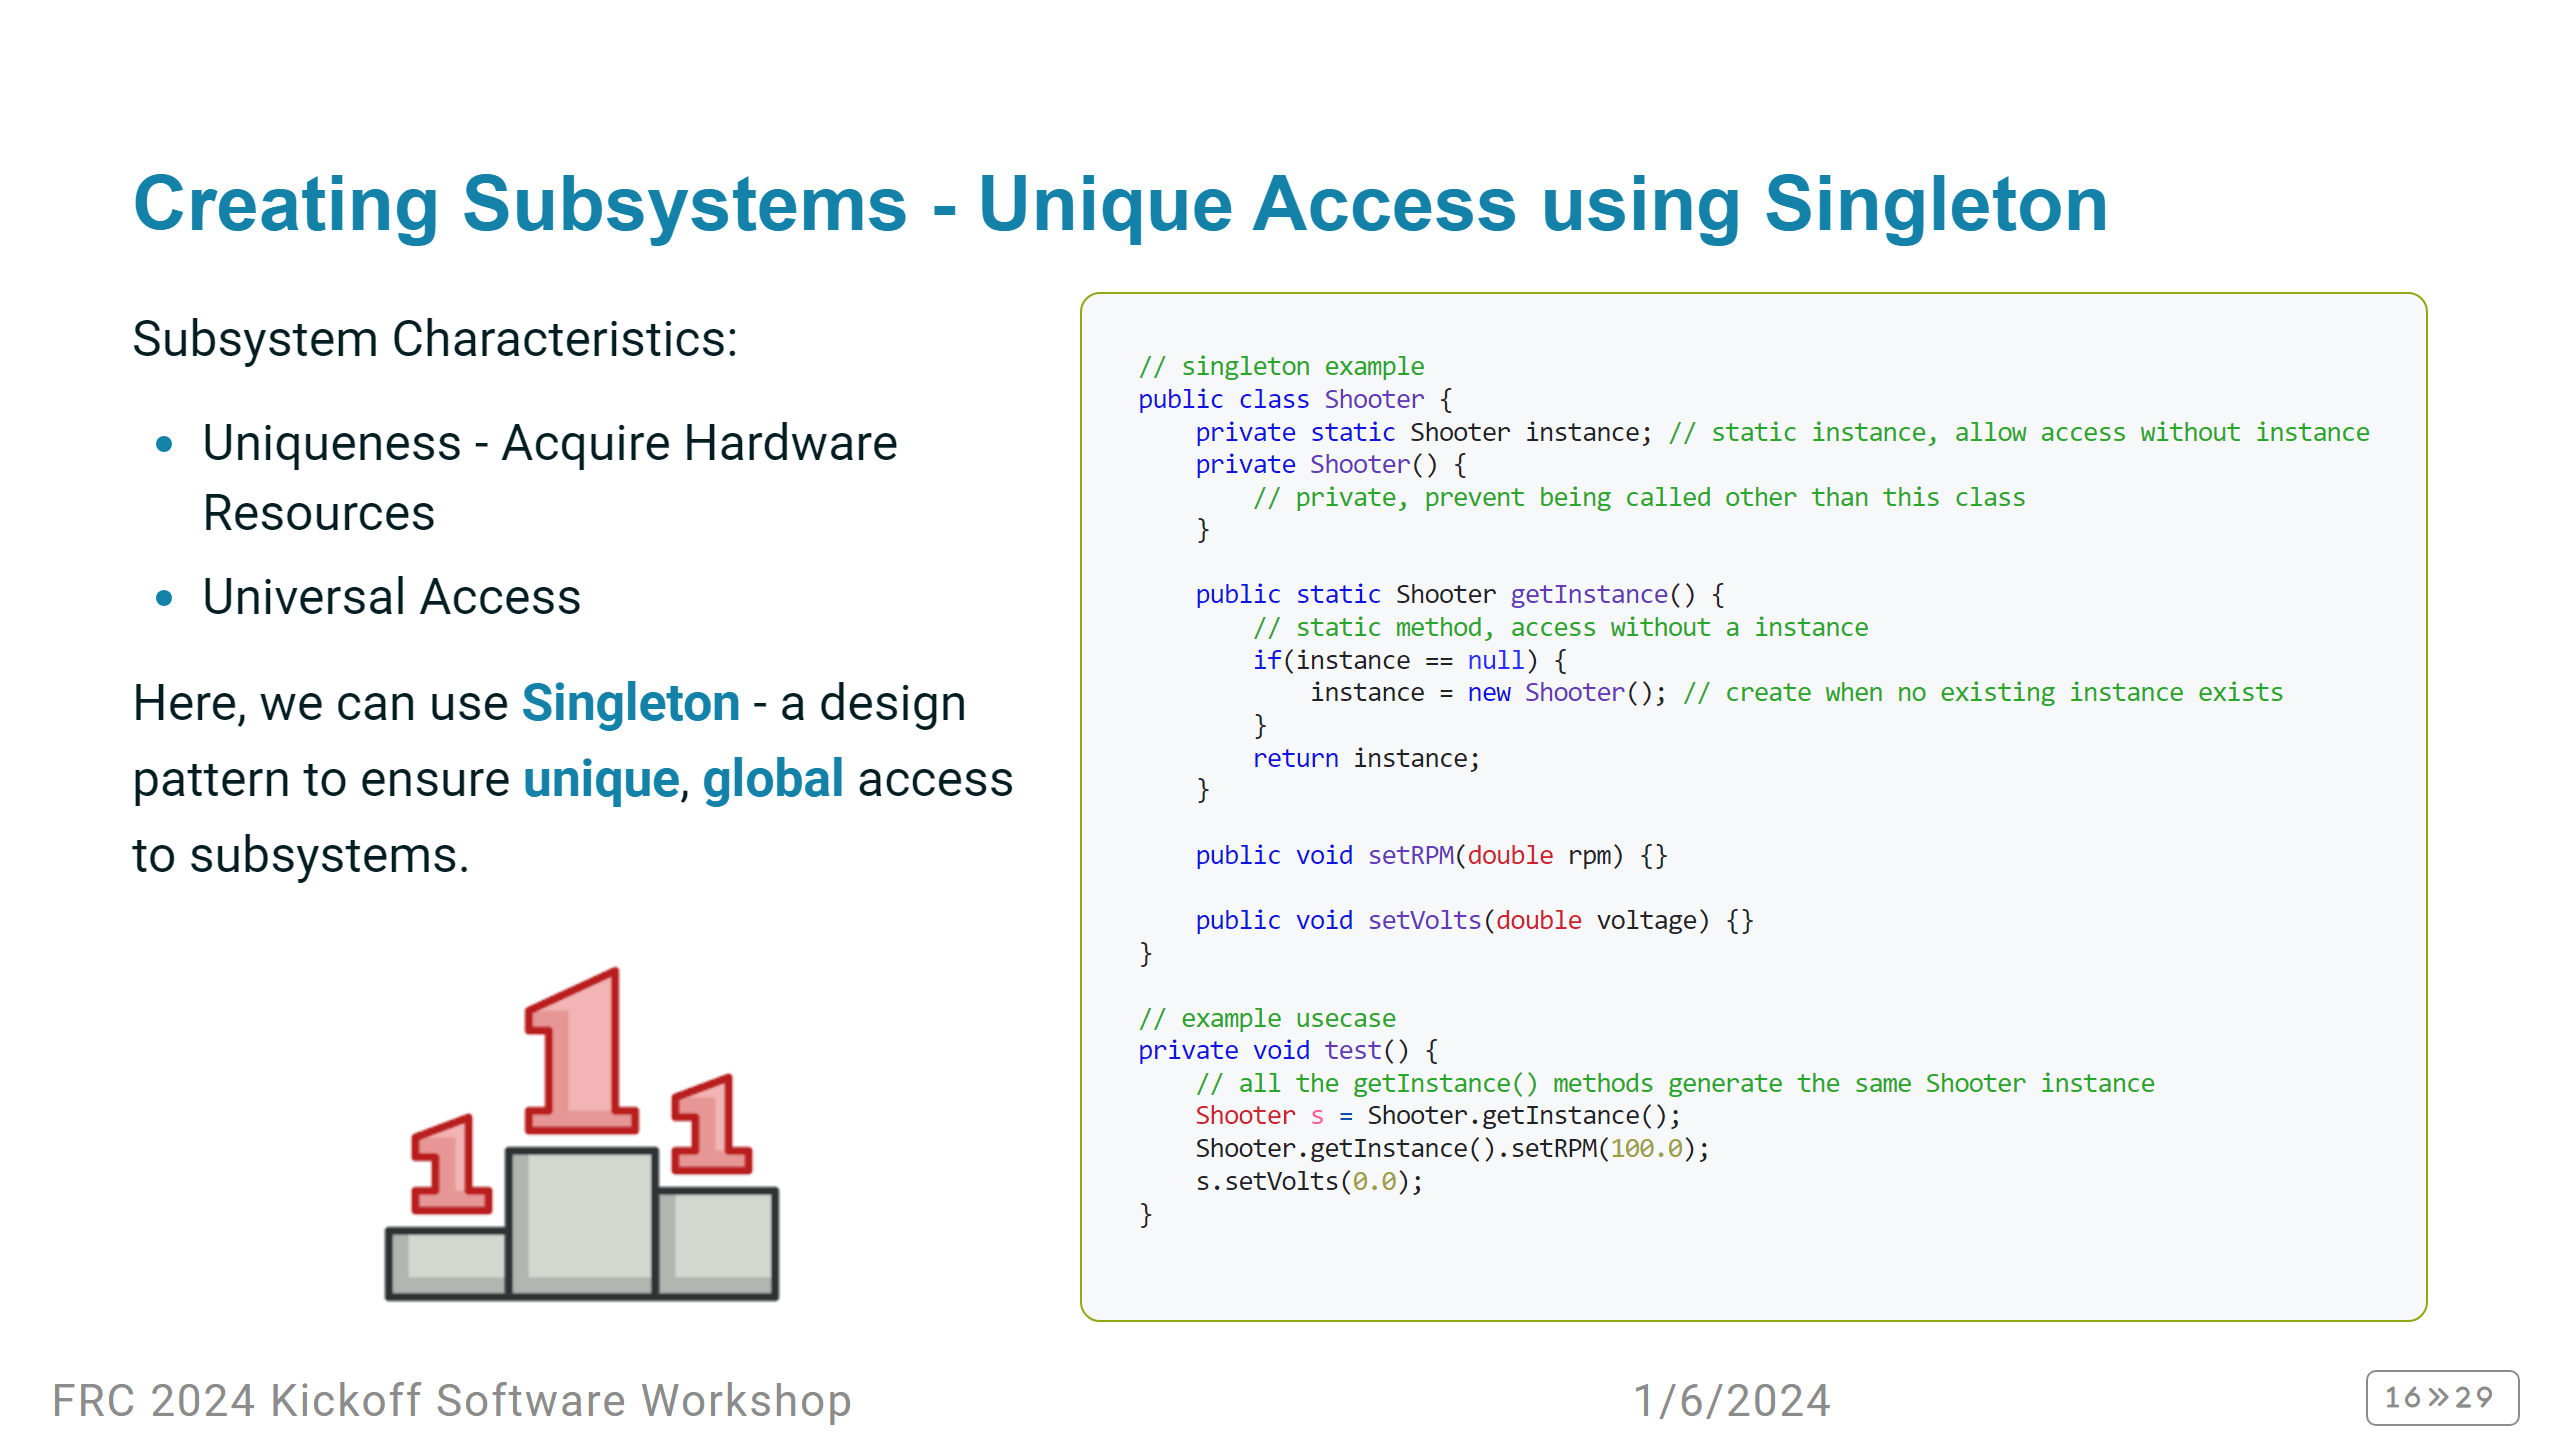 Creating Subsystems - Unique Access using Singleton
Subsystem Characteristics:
• Uniqueness - Acquire Hardware
Resources
• Universal Access
Here, we can use Singleton - a design
pattern to ensure unique, global access
to subsystems.
1
1
1
// singleton example
public class Shooter {
    private static Shooter instance; // static instance, allow access without instance
    private Shooter() {
        // private, prevent being called other than this class
    }
    public static Shooter getInstance() {
        // static method, access without a instance
        if(instance == null) {
            instance = new Shooter(); // create when no existing instance exists
        }
        return instance;
    }
    public void setRPM(double rpm) {}
    public void setVolts(double voltage) {}
}
// example usecase
private void test() {
    // all the getInstance() methods generate the same Shooter instance
    Shooter s = Shooter.getInstance();
    Shooter.getInstance().setRPM(100.0);
    s.setVolts(0.0);
}
FRC 2024 Kickoff Software Workshop
1/6/2024
16»29